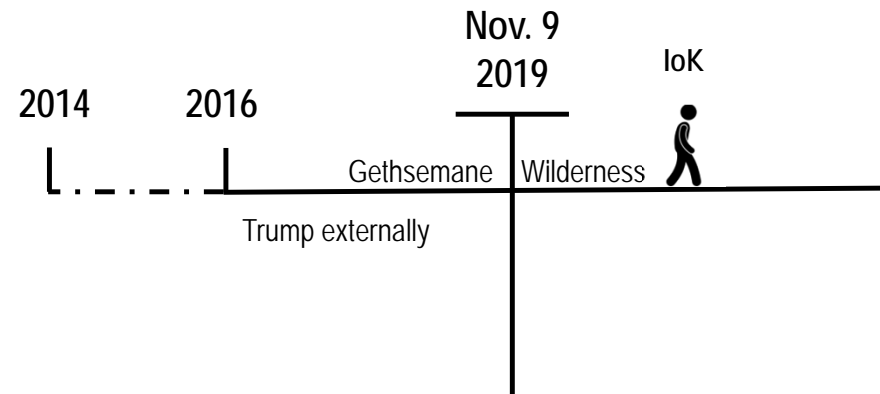 Nov. 9
2019
IoK
2014
2016
Gethsemane
Wilderness
Trump externally